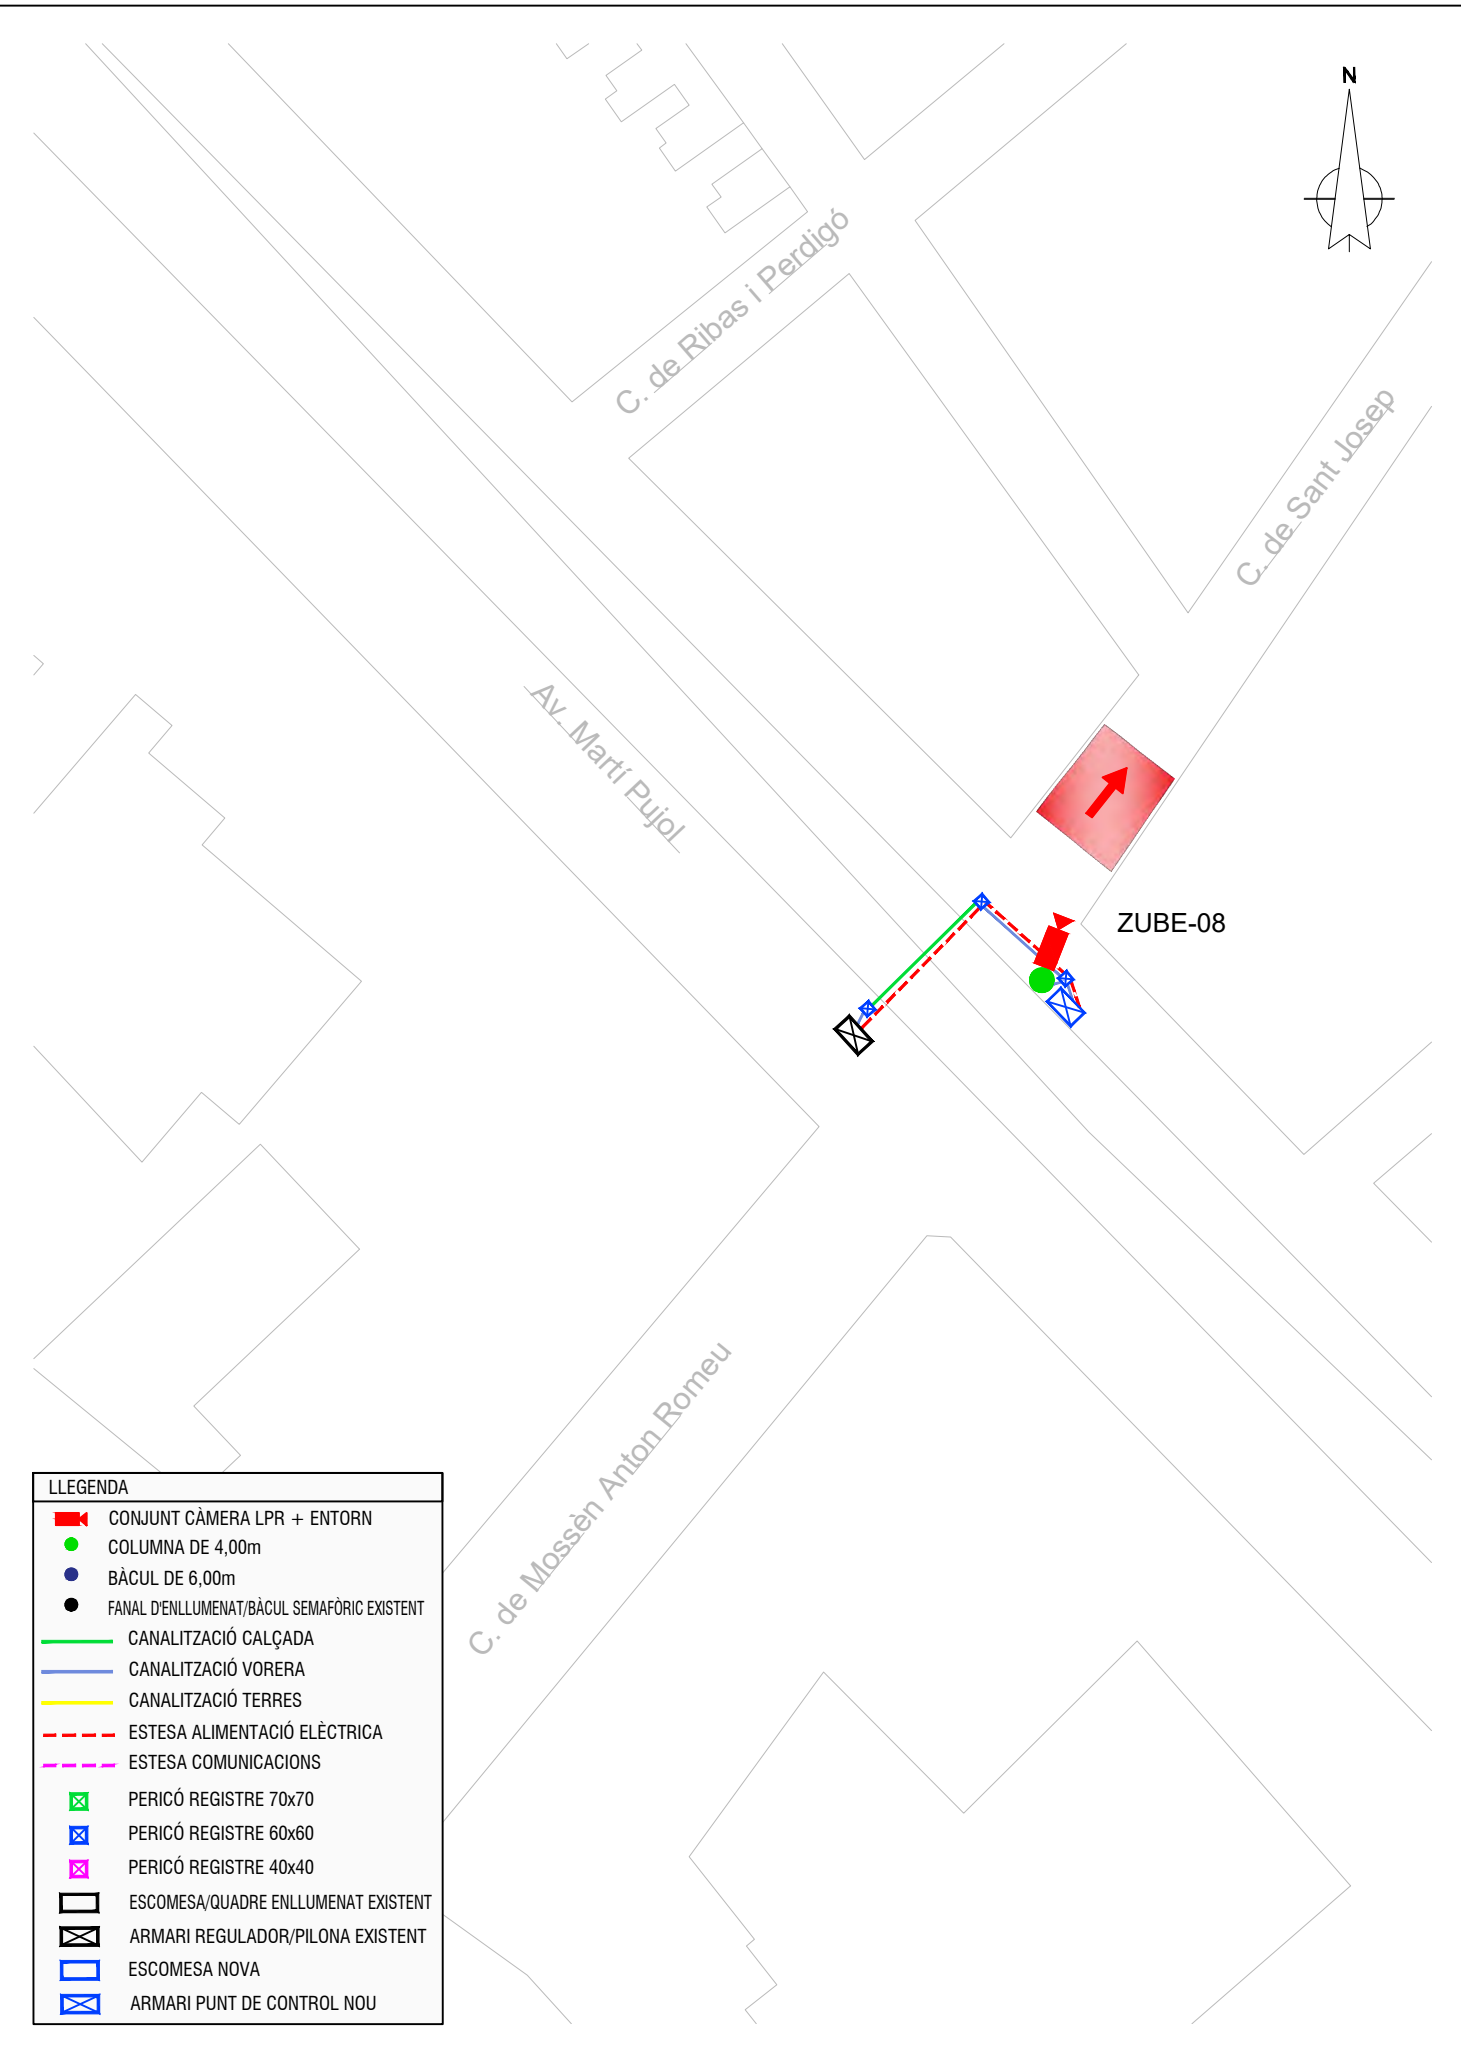 N
C. de Ribas i Perdigó
C. de Sant Josep
Av. Martí Pujol
ZUBE-08
C. de Mossèn Anton Romeu
LLEGENDA
CONJUNT CÀMERA LPR + ENTORN
COLUMNA DE 4,00m
BÀCUL DE 6,00m
FANAL D'ENLLUMENAT/BÀCUL SEMAFÒRIC EXISTENT
CANALITZACIÓ CALÇADA
CANALITZACIÓ VORERA
CANALITZACIÓ TERRES
ESTESA ALIMENTACIÓ ELÈCTRICA
ESTESA COMUNICACIONS
PERICÓ REGISTRE 70x70
PERICÓ REGISTRE 60x60
PERICÓ REGISTRE 40x40
ESCOMESA/QUADRE ENLLUMENAT EXISTENT
ARMARI REGULADOR/PILONA EXISTENT
ESCOMESA NOVA
ARMARI PUNT DE CONTROL NOU